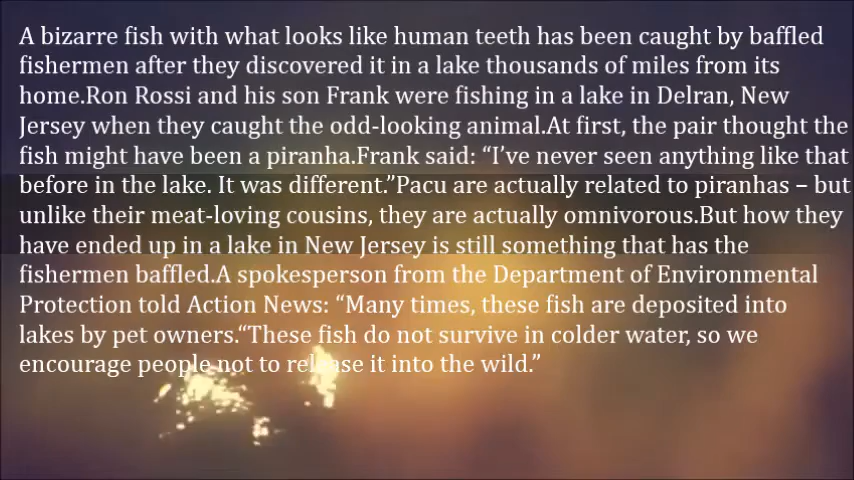 A bizarre fish with what looks like human teeth has been caught by baffled
fishermen after they discovered it in a lake thousands of miles from its
home.Ron Rossi and his son Frank were fishing in a lake in Delran, New
Jersey when they caught the odd-looking animal.At first, the pair thought the
fish might have been a piranha.Frank said: “I’ve never seen anything like that
before in the lake. It was different.”Pacu are actually related to piranhas – but
unlike their meat-loving cousins, they are actually omnivorous.But how they
have ended up in a lake in New Jersey is still something that has the
fishermen baffled.A spokesperson from the Department of Environmental
Protection told Action News: “Many times, these fish are deposited into
lakes by pet owners.“These fish do not survive in colder water, so we
encourage people not to release it into the wild.”